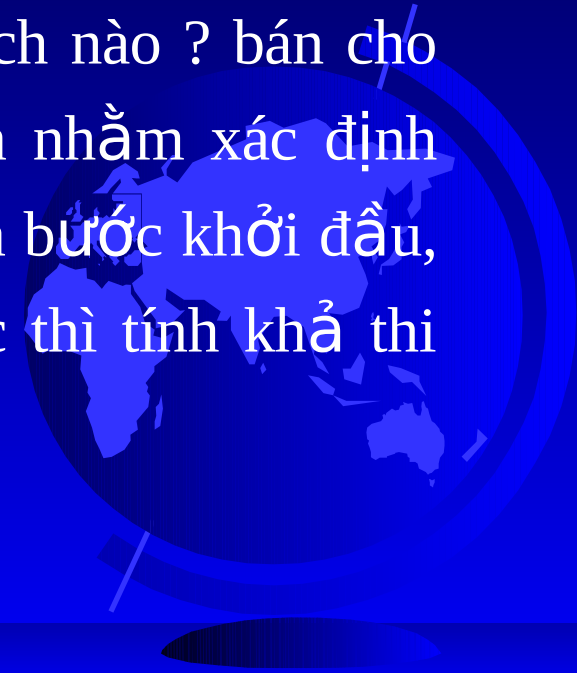 ch nào ? bán cho
nhằm xác định
bước khởi đầu,
thì tính khả thi